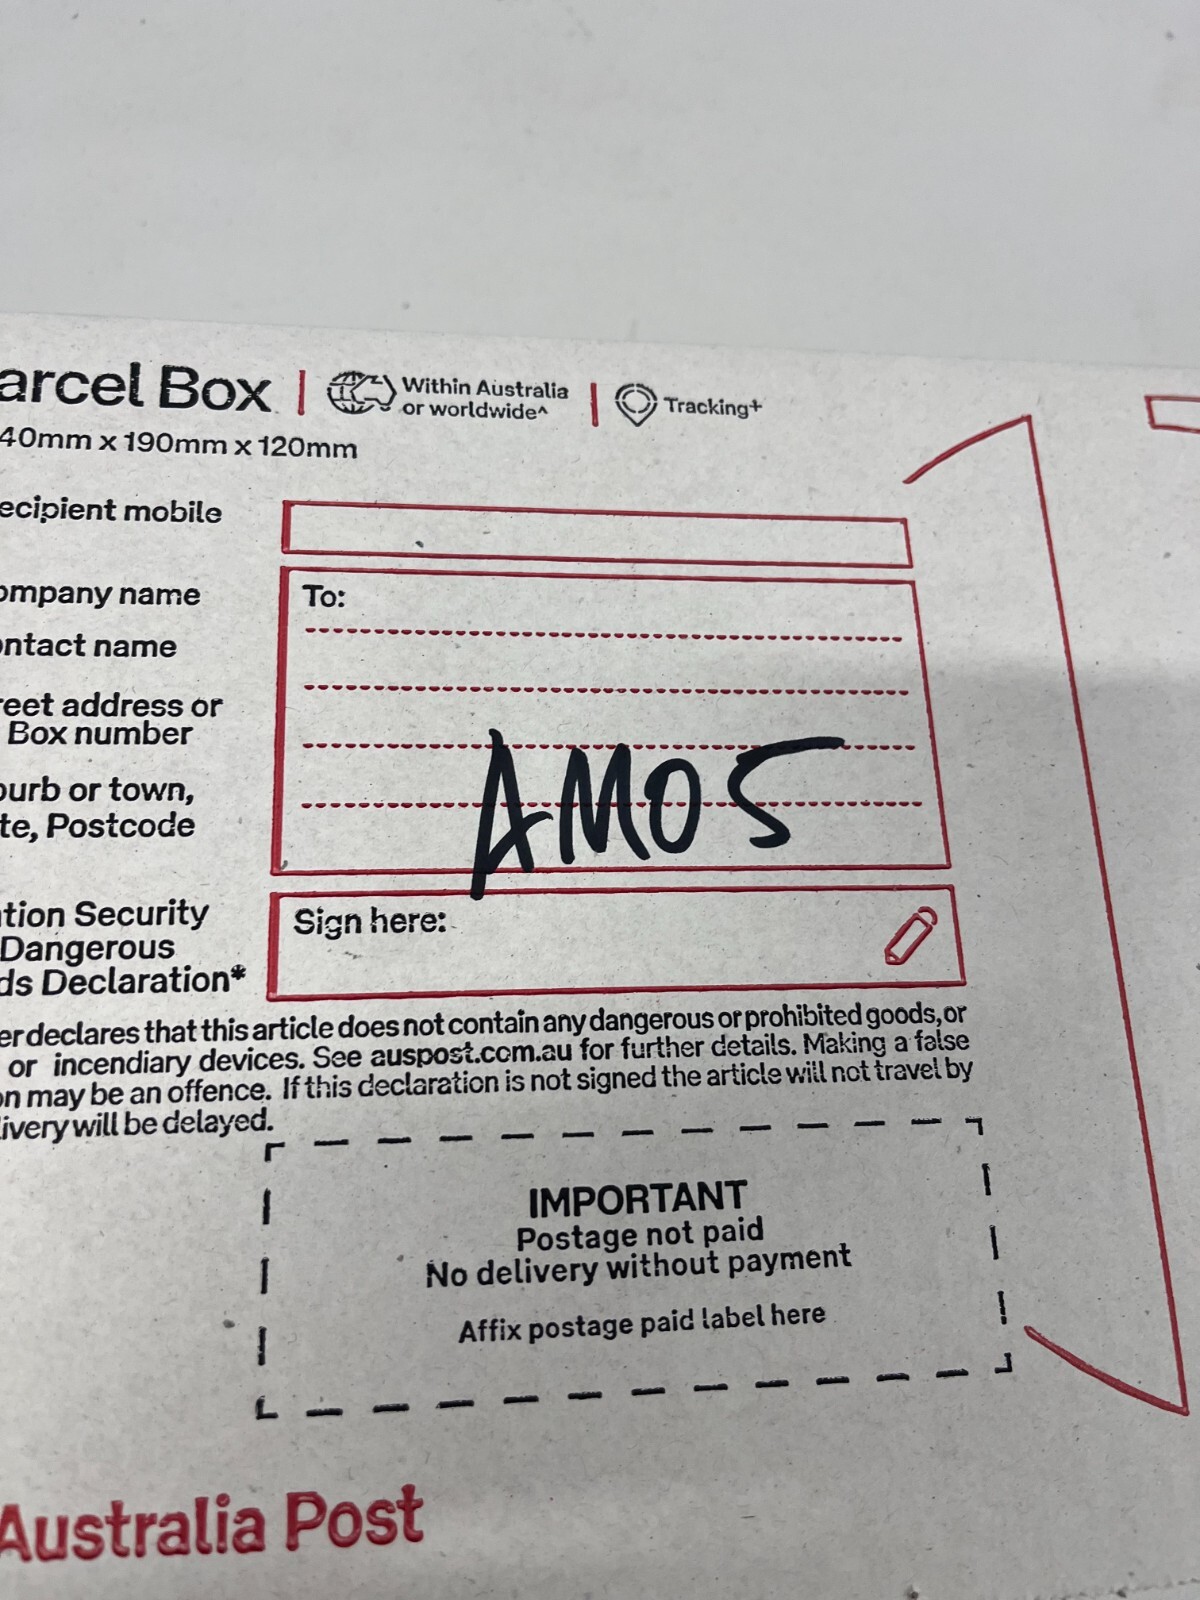 arcel Box | Within Australia or worldwide^ | Tracking+
40mm x 190mm x 120mm
ecipient mobile
ompany name
To:
ontact name
reet address or
Box number
AMOS
burb or town,
te, Postcode
tion Security
Dangerous
ds Declaration*
Sign here:
er declares that this article does not contain any dangerous or prohibited goods, or
or incendiary devices. See auspost.com.au for further details. Making a false
on may be an offence. If this declaration is not signed the article will not travel by
livery will be delayed.
IMPORTANT
Postage not paid
No delivery without payment
Affix postage paid label here
Australia Post